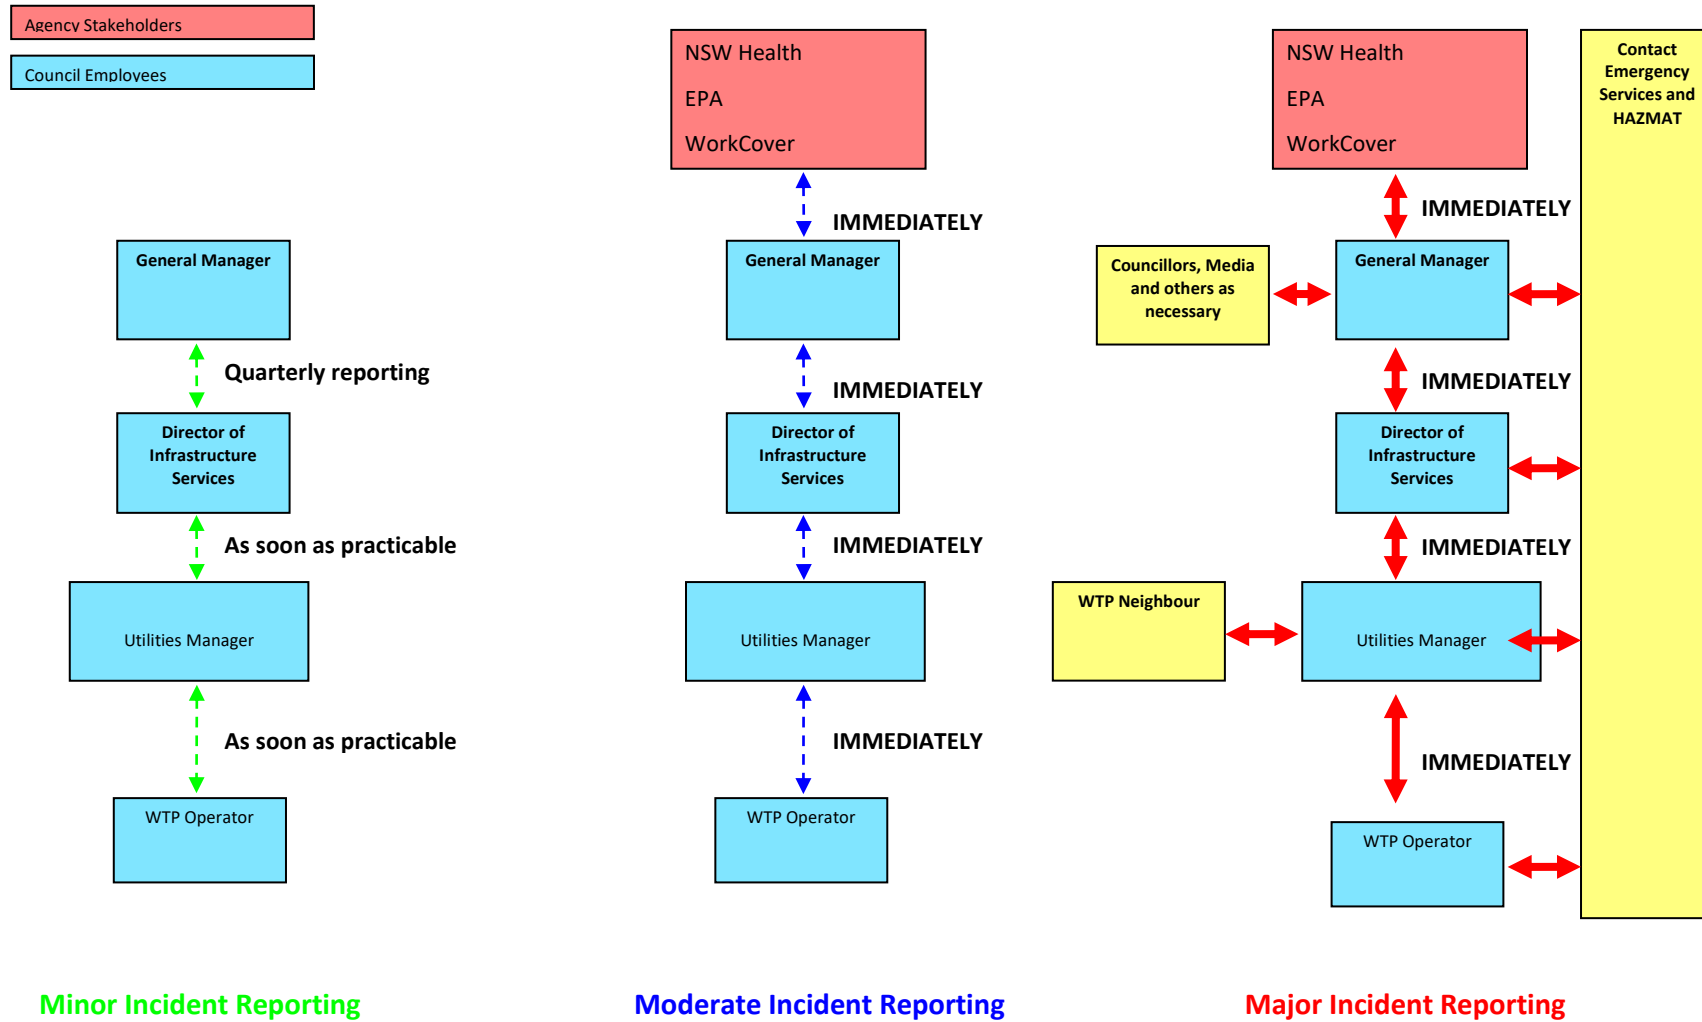 Agency Stakeholders
Council Employees
General Manager
Quarterly reporting
Director of
Infrastructure
Services
As soon as practicable
Utilities Manager
As soon as practicable
WTP Operator
Minor Incident Reporting
NSW Health
EPA
WorkCover
IMMEDIATELY
General Manager
IMMEDIATELY
Director of
Infrastructure
Services
IMMEDIATELY
Utilities Manager
IMMEDIATELY
WTP Operator
Moderate Incident Reporting
NSW Health
EPA
WorkCover
IMMEDIATELY
Councillors, Media
and others as
necessary
General Manager
IMMEDIATELY
Director of
Infrastructure
Services
IMMEDIATELY
WTP Neighbour
Utilities Manager
IMMEDIATELY
WTP Operator
Contact
Emergency
Services and
HAZMAT
Major Incident Reporting